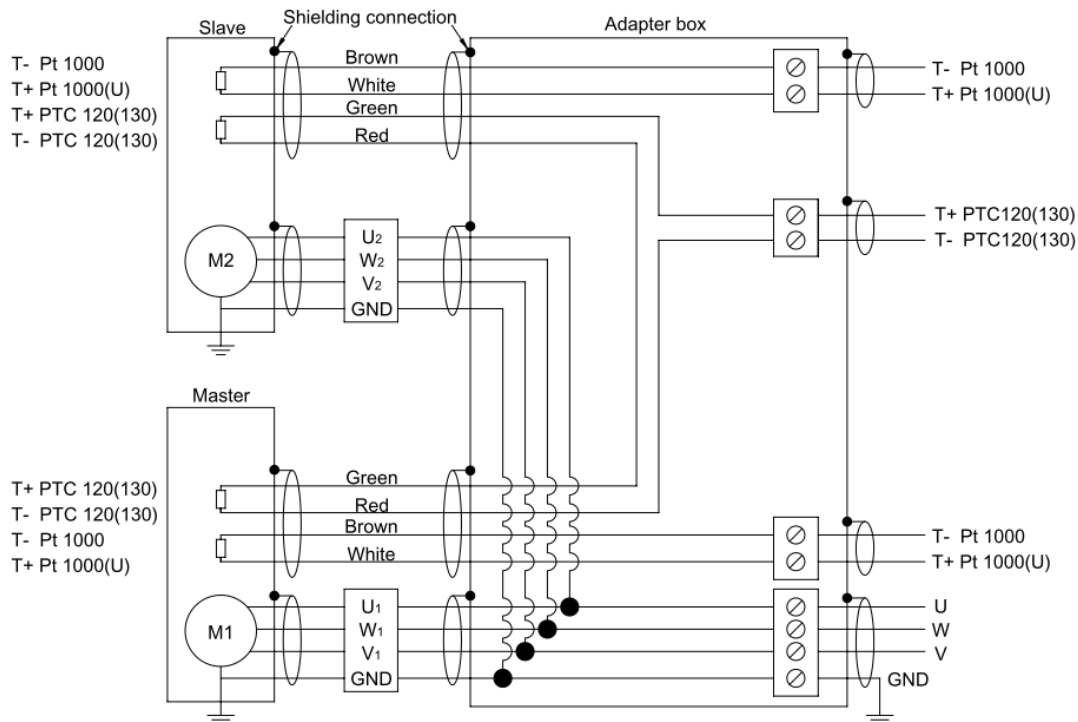 Shielding connection
Slave
Adapter box
T- Pt 1000
T+ Pt 1000(U)
T+ PTC 120(130)
T- PTC 120(130)
Brown
White
Green
Red
T- Pt 1000
T+ Pt 1000(U)
T+ PTC120(130)
T- PTC120(130)
M2
U2
W2
V2
GND
Master
T+ PTC 120(130)
T- PTC 120(130)
T- Pt 1000
T+ Pt 1000(U)
Green
Red
Brown
White
T- Pt 1000
T+ Pt 1000(U)
M1
U1
W1
V1
GND
U
W
V
GND